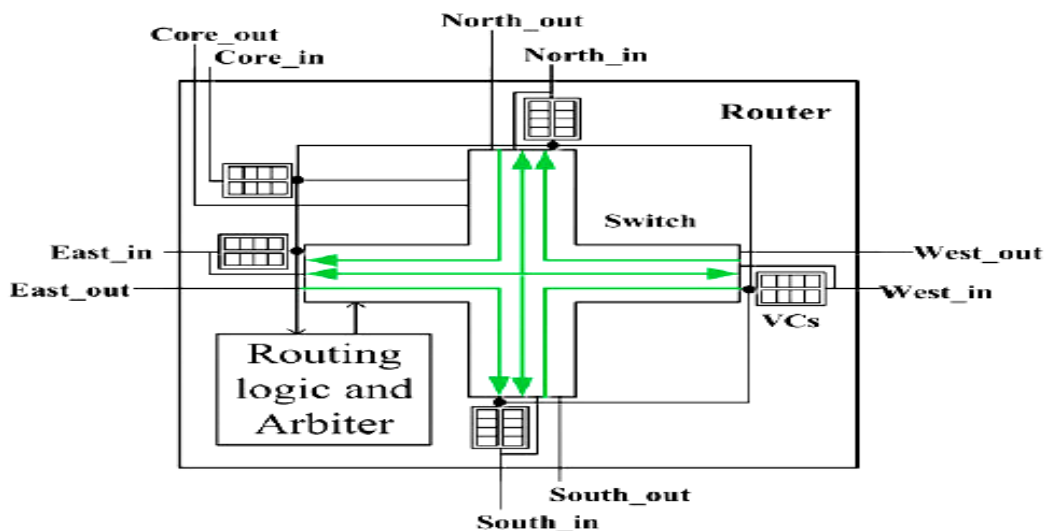 North_out
Core_out
Core_in
North_in
Router
Switch
East_in
West_out
East_out
West_in
VCs
Routing
logic and
Arbiter
South_out
South_in